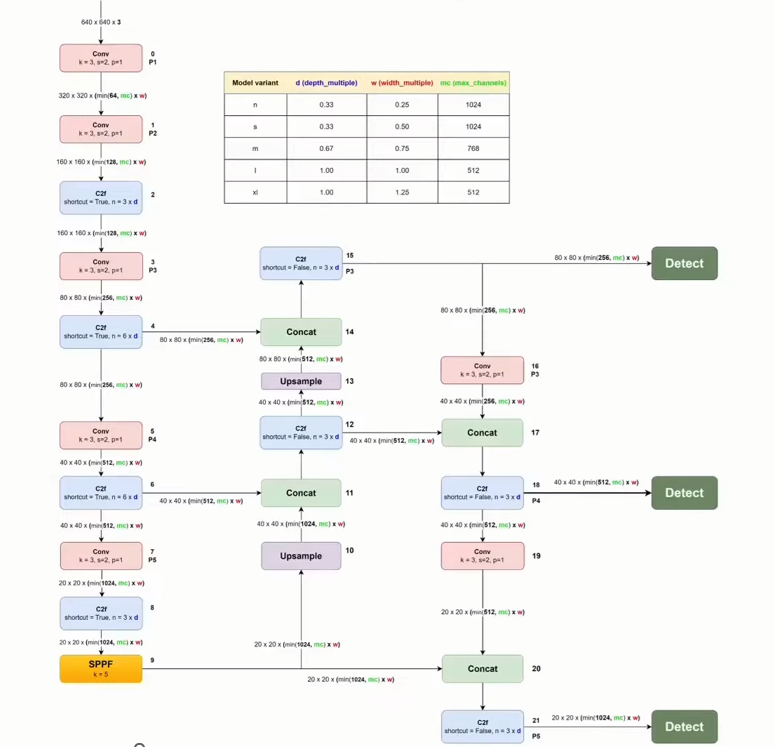 640 x 640 x 3
Conv
k = 3, s=2, p=1
0
P1
320 x 320 x (min(64, mc) x w)
Conv
k = 3, s=2, p=1
1
P2
160 x 160 x (min(128, mc) x w)
C2f
shortcut = True, n = 3 x d
2
160 x 160 x (min(128, mc) x w)
Conv
k = 3, s=2, p=1
3
P3
80 x 80 x (min(256, mc) x w)
C2f
shortcut = True, n = 6 x d
4
80 x 80 x (min(256, mc) x w)
80 x 80 x (min(256, mc) x w)
Conv
k = 3, s=2, p=1
5
P4
40 x 40 x (min(512, mc) x w)
C2f
shortcut = True, n = 6 x d
6
40 x 40 x (min(512, mc) x w)
40 x 40 x (min(512, mc) x w)
Conv
k = 3, s=2, p=1
7
P5
20 x 20 x (min(1024, mc) x w)
C2f
shortcut = True, n = 3 x d
8
20 x 20 x (min(1024, mc) x w)
SPPF
k = 5
9
20 x 20 x (min(1024, mc) x w)
Model variant d (depth_multiple) w (width_multiple) mc (max_channels)
n 0.33 0.25 1024
s 0.33 0.50 1024
m 0.67 0.75 768
l 1.00 1.00 512
xl 1.00 1.25 512
C2f
shortcut = False, n = 3 x d
15
P3
Concat
14
80 x 80 x (min(512, mc) x w)
Upsample
13
40 x 40 x (min(512, mc) x w)
C2f
shortcut = False, n = 3 x d
12
40 x 40 x (min(512, mc) x w)
Concat
11
40 x 40 x (min(1024, mc) x w)
Upsample
10
20 x 20 x (min(1024, mc) x w)
80 x 80 x (min(256, mc) x w)
Detect
80 x 80 x (min(256, mc) x w)
Conv
k = 3, s=2, p=1
16
P3
40 x 40 x (min(256, mc) x w)
Concat
17
C2f
shortcut = False, n = 3 x d
18
P4
40 x 40 x (min(512, mc) x w)
Detect
40 x 40 x (min(512, mc) x w)
Conv
k = 3, s=2, p=1
19
20 x 20 x (min(512, mc) x w)
Concat
20
C2f
shortcut = False, n = 3 x d
21
P5
20 x 20 x (min(1024, mc) x w)
Detect